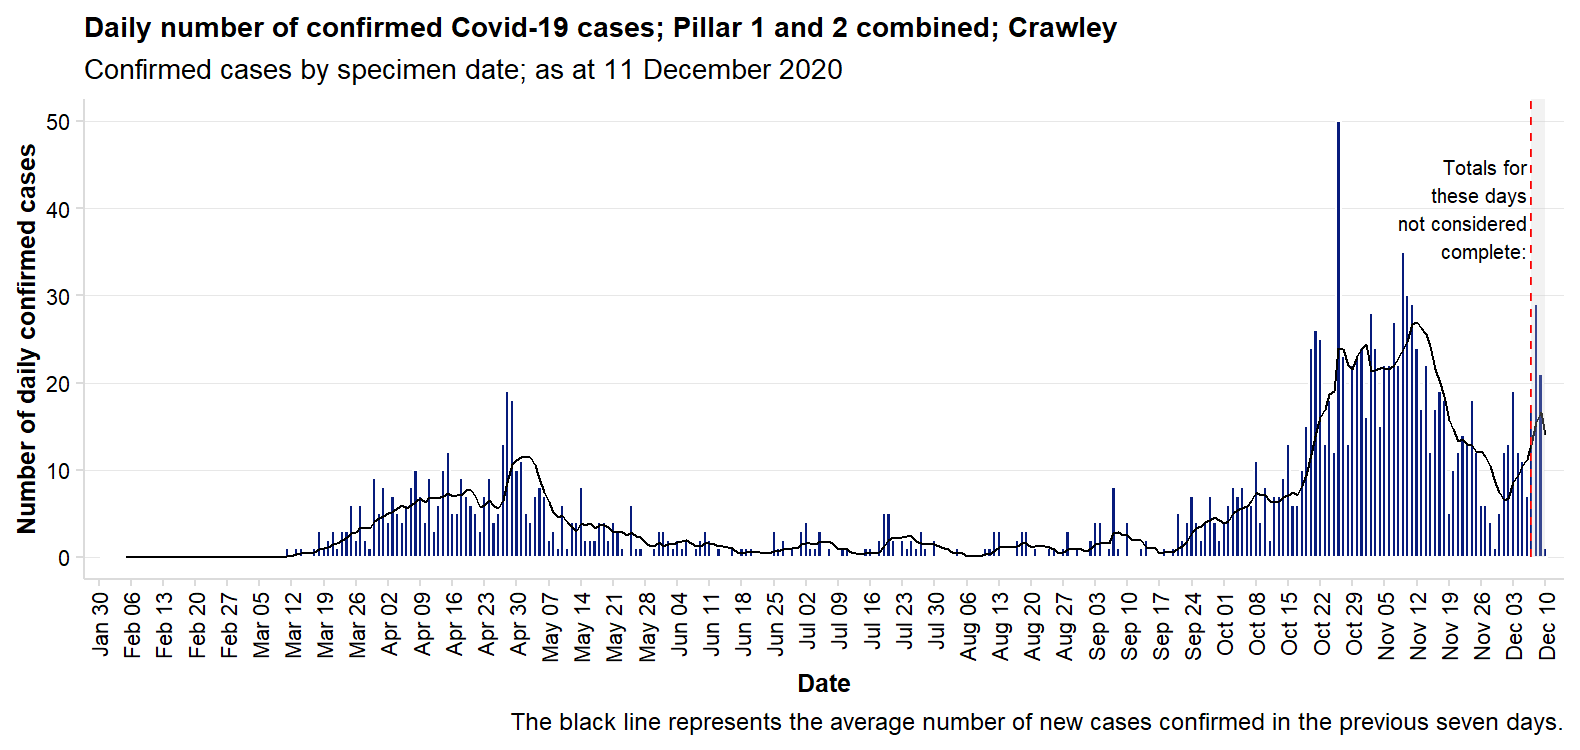 Daily number of confirmed Covid-19 cases; Pillar 1 and 2 combined; Crawley
Confirmed cases by specimen date; as at 11 December 2020
Number of daily confirmed cases
50
40
30
20
10
0
Totals for
these days
not considered
complete:
Jan 30
Feb 06
Feb 13
Feb 20
Feb 27
Mar 05
Mar 12
Mar 19
Mar 26
Apr 02
Apr 09
Apr 16
Apr 23
Apr 30
May 07
May 14
May 21
May 28
Jun 04
Jun 11
Jun 18
Jun 25
Jul 02
Jul 09
Jul 16
Jul 23
Jul 30
Aug 06
Aug 13
Aug 20
Aug 27
Sep 03
Sep 10
Sep 17
Sep 24
Oct 01
Oct 08
Oct 15
Oct 22
Oct 29
Nov 05
Nov 12
Nov 19
Nov 26
Dec 03
Dec 10
Date
The black line represents the average number of new cases confirmed in the previous seven days.